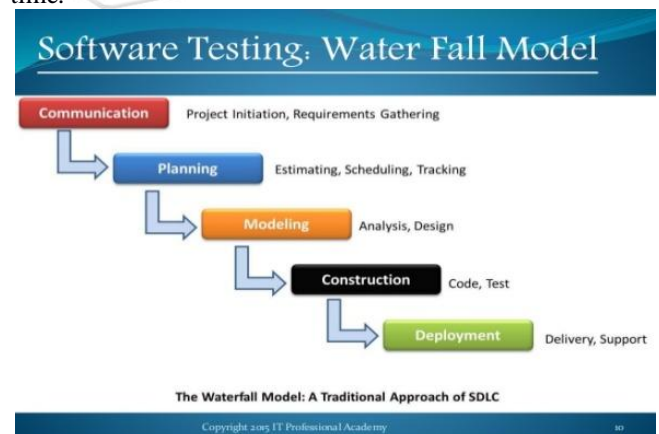 time.
Software Testing: Water Fall Model
Communication
Project Initiation, Requirements Gathering
Planning
Estimating, Scheduling, Tracking
Modeling
Analysis, Design
Construction
Code, Test
Deployment
Delivery, Support
The Waterfall Model: A Traditional Approach of SDLC
Copyright 2015 IT Professional Academy
10